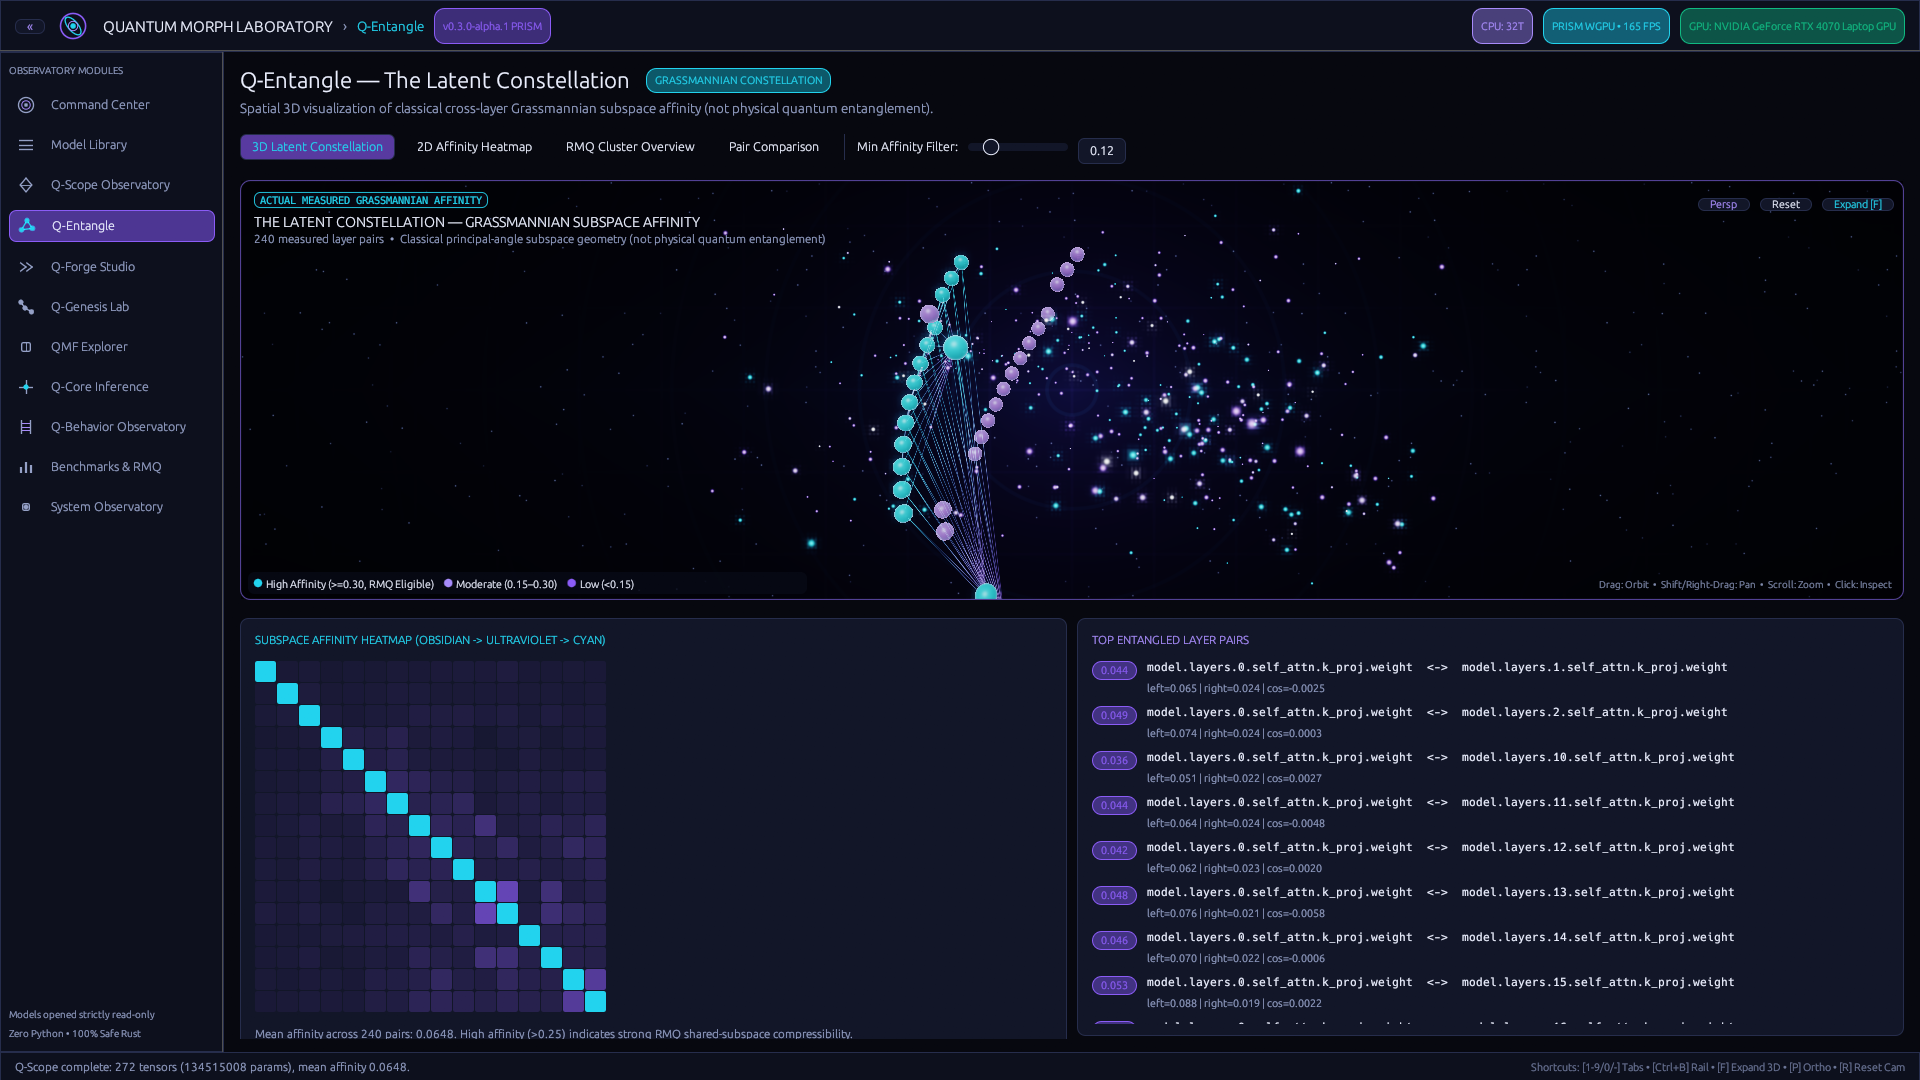 «
QUANTUM MORPH LABORATORY › Q-Entangle v0.3.0-alpha.1 PRISM
CPU: 32T
PRISM WGPU • 165 FPS
GPU: NVIDIA GeForce RTX 4070 Laptop GPU
OBSERVATORY MODULES
Command Center
Model Library
Q-Scope Observatory
Q-Entangle
Q-Forge Studio
Q-Genesis Lab
QMF Explorer
Q-Core Inference
Q-Behavior Observatory
Benchmarks & RMQ
System Observatory
Models opened strictly read-only
Zero Python • 100% Safe Rust
Q-Entangle — The Latent Constellation GRASSMANNIAN CONSTELLATION
Spatial 3D visualization of classical cross-layer Grassmannian subspace affinity (not physical quantum entanglement).
3D Latent Constellation 2D Affinity Heatmap RMQ Cluster Overview Pair Comparison Min Affinity Filter: 0.12
ACTUAL MEASURED GRASSMANNIAN AFFINITY
THE LATENT CONSTELLATION — GRASSMANNIAN SUBSPACE AFFINITY
240 measured layer pairs • Classical principal-angle subspace geometry (not physical quantum entanglement)
Persp Reset Expand [F]
High Affinity (>=0.30, RMQ Eligible) Moderate (0.15–0.30) Low (<0.15)
Drag: Orbit • Shift/Right-Drag: Pan • Scroll: Zoom • Click: Inspect
SUBSPACE AFFINITY HEATMAP (OBSIDIAN -> ULTRAVIOLET -> CYAN)
Mean affinity across 240 pairs: 0.0648. High affinity (>0.25) indicates strong RMQ shared-subspace compressibility.
TOP ENTANGLED LAYER PAIRS
0.044 model.layers.0.self_attn.k_proj.weight <-> model.layers.1.self_attn.k_proj.weight
left=0.065 | right=0.024 | cos=-0.0025
0.049 model.layers.0.self_attn.k_proj.weight <-> model.layers.2.self_attn.k_proj.weight
left=0.074 | right=0.024 | cos=0.0003
0.036 model.layers.0.self_attn.k_proj.weight <-> model.layers.10.self_attn.k_proj.weight
left=0.051 | right=0.022 | cos=0.0027
0.044 model.layers.0.self_attn.k_proj.weight <-> model.layers.11.self_attn.k_proj.weight
left=0.064 | right=0.024 | cos=-0.0048
0.042 model.layers.0.self_attn.k_proj.weight <-> model.layers.12.self_attn.k_proj.weight
left=0.062 | right=0.023 | cos=0.0020
0.048 model.layers.0.self_attn.k_proj.weight <-> model.layers.13.self_attn.k_proj.weight
left=0.076 | right=0.021 | cos=-0.0058
0.046 model.layers.0.self_attn.k_proj.weight <-> model.layers.14.self_attn.k_proj.weight
left=0.070 | right=0.022 | cos=-0.0006
0.053 model.layers.0.self_attn.k_proj.weight <-> model.layers.15.self_attn.k_proj.weight
left=0.088 | right=0.019 | cos=0.0022
Q-Scope complete: 272 tensors (134515008 params), mean affinity 0.0648.
Shortcuts: [1-9/0/-] Tabs • [Ctrl+B] Rail • [F] Expand 3D • [P] Ortho • [R] Reset Cam